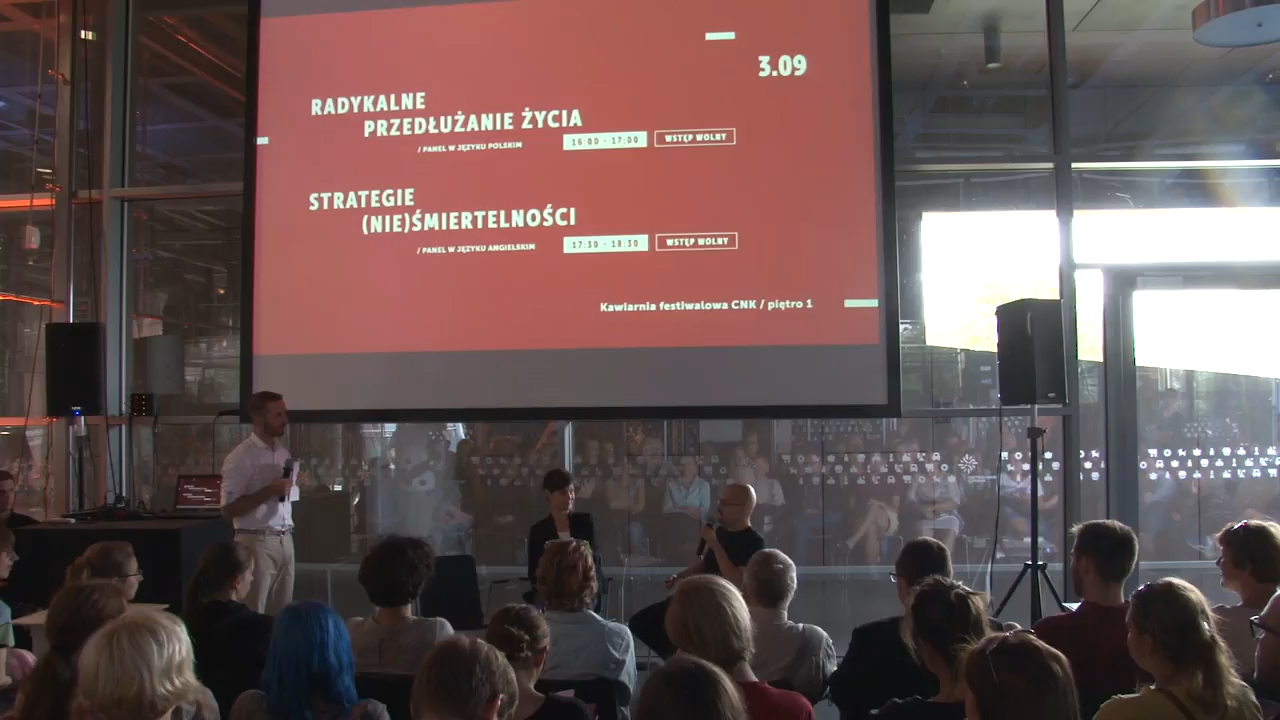 3.09
RADYKALNE
PRZEDŁUŻANIE ŻYCIA
/ PANEL W JĘZYKU POLSKIM
16:00 - 17:00
WSTĘP WOLNY
STRATEGIE
(NIE)ŚMIERTELNOŚCI
/ PANEL W JĘZYKU ANGIELSKIM
17:30 - 18:30
WSTĘP WOLNY
Kawiarnia festiwalowa CNK / piętro 1